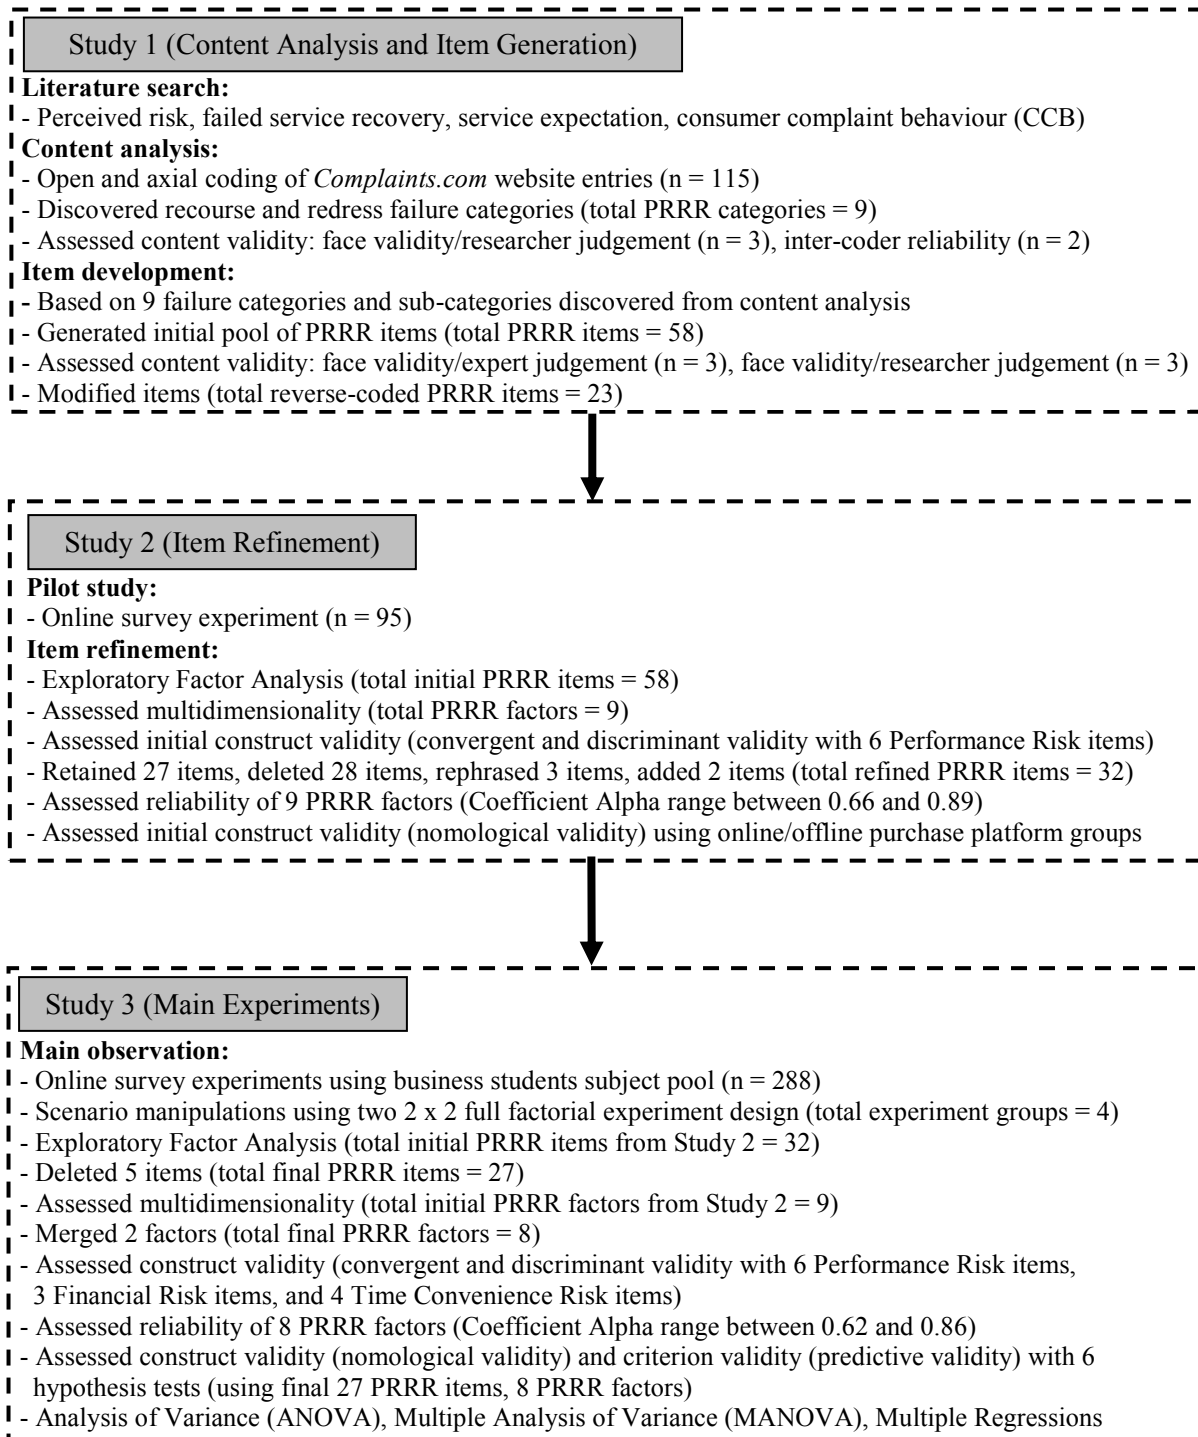 Study 1 (Content Analysis and Item Generation)
Literature search:
- Perceived risk, failed service recovery, service expectation, consumer complaint behaviour (CCB)
Content analysis:
- Open and axial coding of Complaints.com website entries (n = 115)
- Discovered recourse and redress failure categories (total PRRR categories = 9)
- Assessed content validity: face validity/researcher judgement (n = 3), inter-coder reliability (n = 2)
Item development:
- Based on 9 failure categories and sub-categories discovered from content analysis
- Generated initial pool of PRRR items (total PRRR items = 58)
- Assessed content validity: face validity/expert judgement (n = 3), face validity/researcher judgement (n = 3)
- Modified items (total reverse-coded PRRR items = 23)
Study 2 (Item Refinement)
Pilot study:
- Online survey experiment (n = 95)
Item refinement:
- Exploratory Factor Analysis (total initial PRRR items = 58)
- Assessed multidimensionality (total PRRR factors = 9)
- Assessed initial construct validity (convergent and discriminant validity with 6 Performance Risk items)
- Retained 27 items, deleted 28 items, rephrased 3 items, added 2 items (total refined PRRR items = 32)
- Assessed reliability of 9 PRRR factors (Coefficient Alpha range between 0.66 and 0.89)
- Assessed initial construct validity (nomological validity) using online/offline purchase platform groups
Study 3 (Main Experiments)
Main observation:
- Online survey experiments using business students subject pool (n = 288)
- Scenario manipulations using two 2 x 2 full factorial experiment design (total experiment groups = 4)
- Exploratory Factor Analysis (total initial PRRR items from Study 2 = 32)
- Deleted 5 items (total final PRRR items = 27)
- Assessed multidimensionality (total initial PRRR factors from Study 2 = 9)
- Merged 2 factors (total final PRRR factors = 8)
- Assessed construct validity (convergent and discriminant validity with 6 Performance Risk items,
3 Financial Risk items, and 4 Time Convenience Risk items)
- Assessed reliability of 8 PRRR factors (Coefficient Alpha range between 0.62 and 0.86)
- Assessed construct validity (nomological validity) and criterion validity (predictive validity) with 6
hypothesis tests (using final 27 PRRR items, 8 PRRR factors)
- Analysis of Variance (ANOVA), Multiple Analysis of Variance (MANOVA), Multiple Regressions